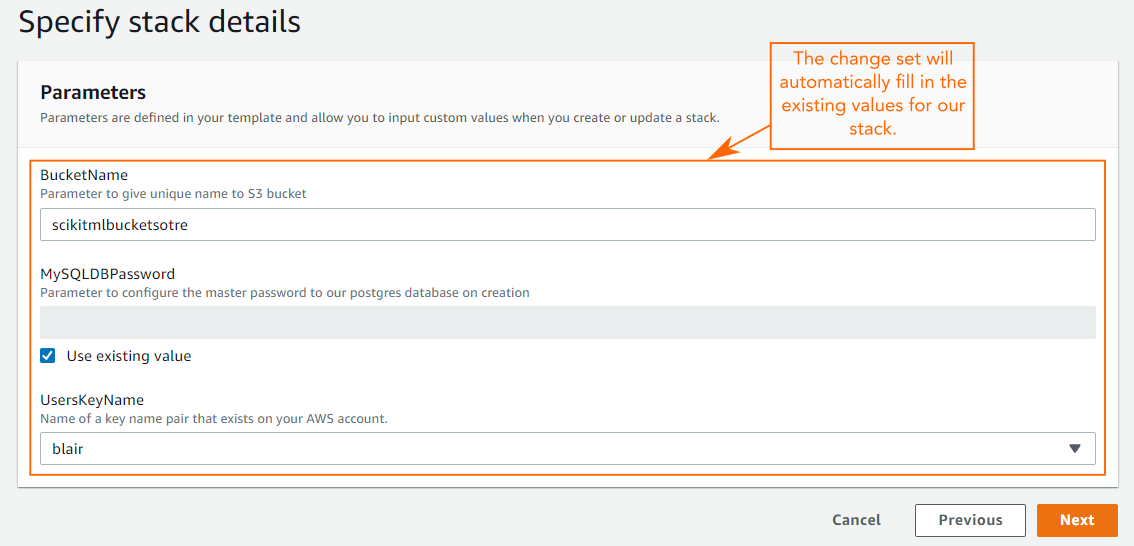 Specify stack details
The change set will
automatically fill in the
existing values for our
stack.
Parameters
Parameters are defined in your template and allow you to input custom values when you create or update a stack.
BucketName
Parameter to give unique name to S3 bucket
scikitmlbucketsotre
MySQLDBPassword
Parameter to configure the master password to our postgres database on creation
Use existing value
UsersKeyName
Name of a key name pair that exists on your AWS account.
blair
Cancel
Previous
Next